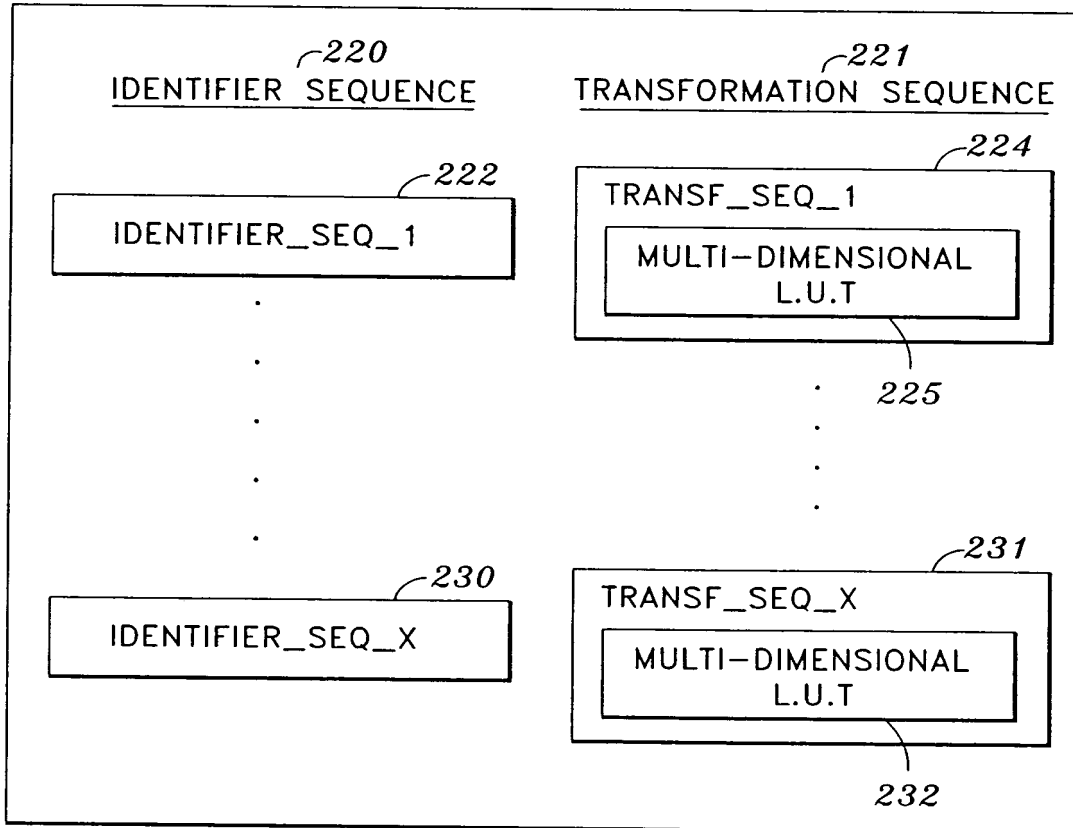 220
IDENTIFIER SEQUENCE
221
TRANSFORMATION SEQUENCE
222
IDENTIFIER_SEQ_1
224
TRANSF_SEQ_1
MULTI-DIMENSIONAL
L.U.T
225
230
IDENTIFIER_SEQ_X
231
TRANSF_SEQ_X
MULTI-DIMENSIONAL
L.U.T
232